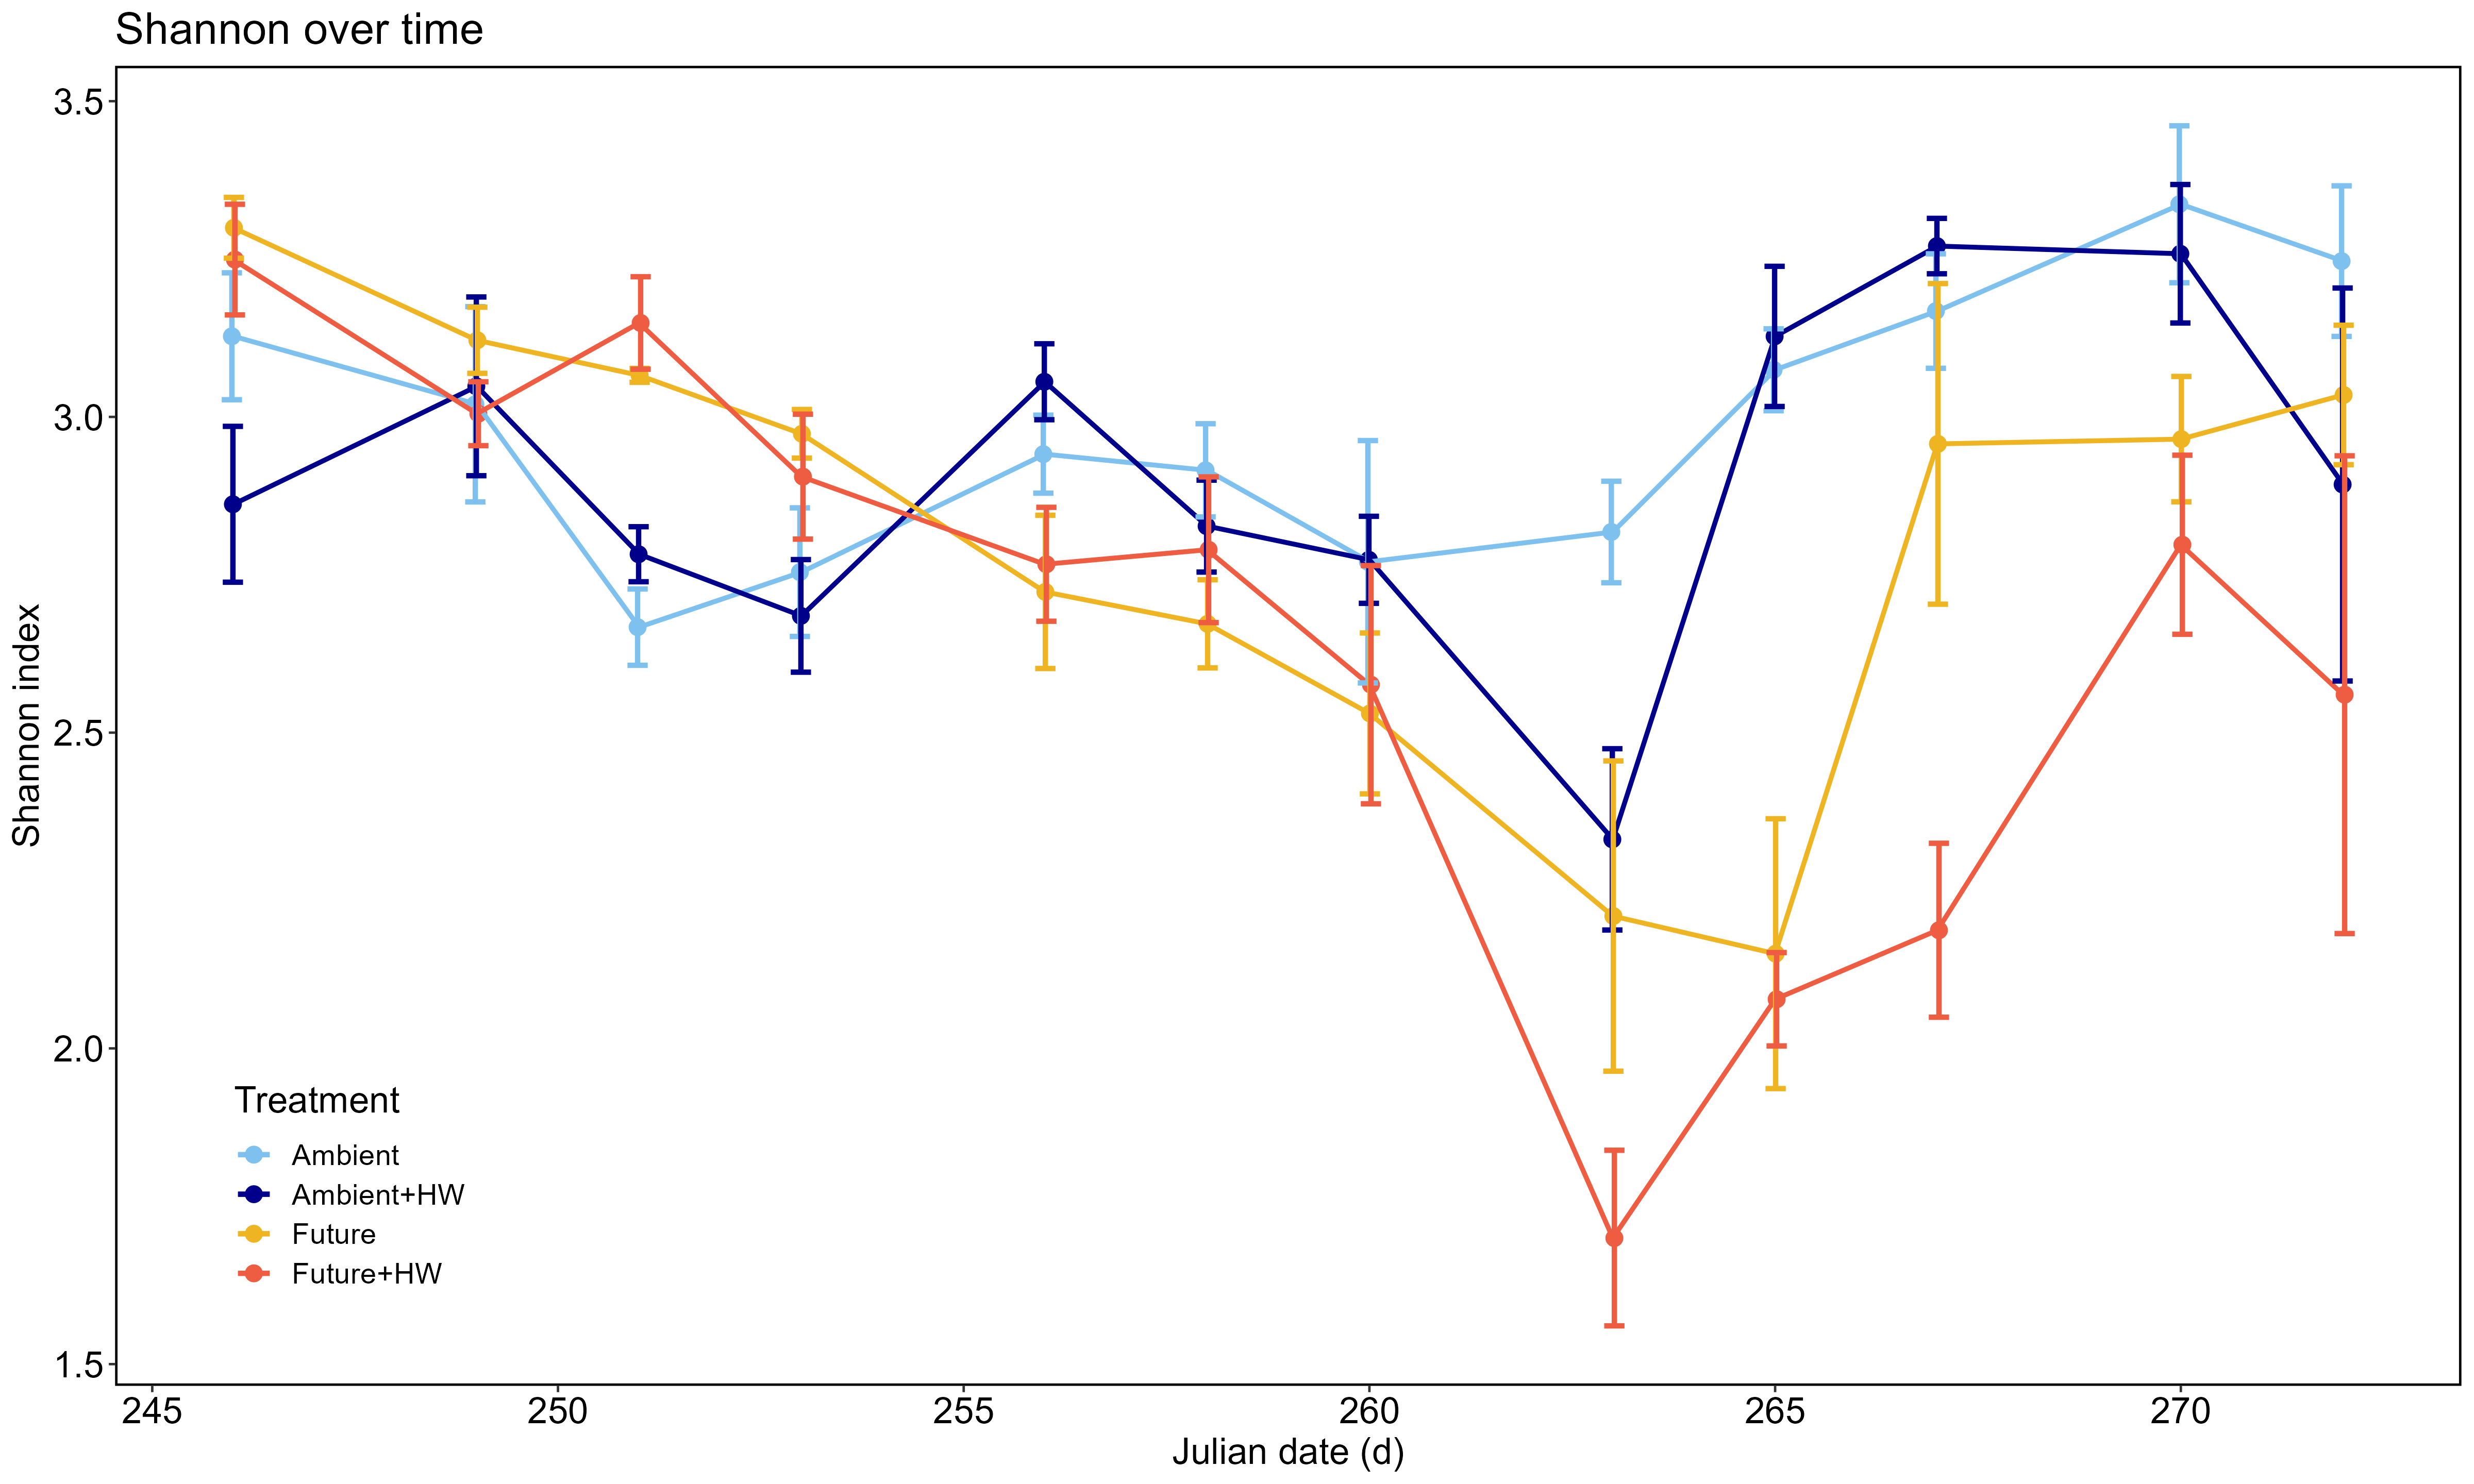 Shannon over time
3.5
3.0
2.5
2.0
1.5
Shannon index
Treatment
Ambient
Ambient+HW
Future
Future+HW
245 250 255 260 265 270
Julian date (d)